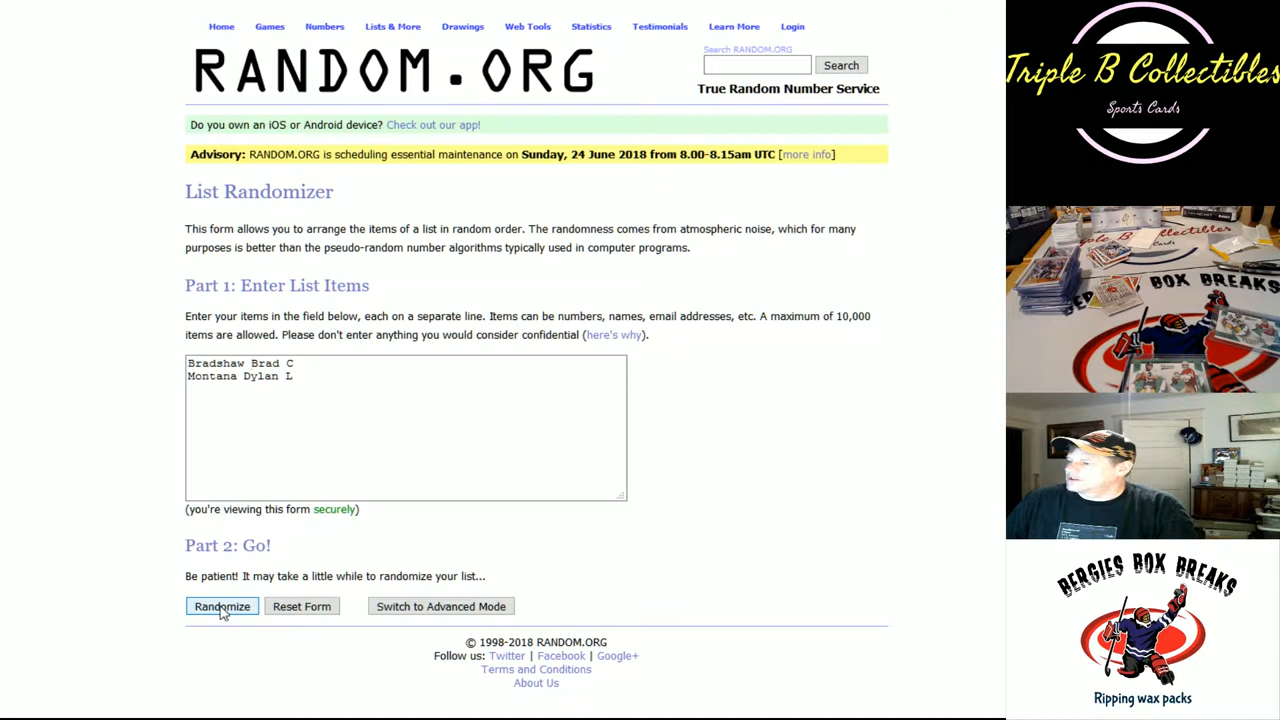 Home Games Numbers Lists & More Drawings Web Tools Statistics Testimonials Learn More Login
RANDOM.ORG
Search RANDOM.ORG
Search
True Random Number Service
Do you own an iOS or Android device? Check out our app!
Advisory: RANDOM.ORG is scheduling essential maintenance on Sunday, 24 June 2018 from 8.00-8.15am UTC [more info]
List Randomizer
This form allows you to arrange the items of a list in random order. The randomness comes from atmospheric noise, which for many
purposes is better than the pseudo-random number algorithms typically used in computer programs.
Part 1: Enter List Items
Enter your items in the field below, each on a separate line. Items can be numbers, names, email addresses, etc. A maximum of 10,000
items are allowed. Please don't enter anything you would consider confidential (here's why).
Bradshaw Brad C
Montana Dylan L
(you're viewing this form securely)
Part 2: Go!
Be patient! It may take a little while to randomize your list...
Randomize Reset Form Switch to Advanced Mode
© 1998-2018 RANDOM.ORG
Follow us: Twitter | Facebook | Google+
Terms and Conditions
About Us
Triple B Collectibles
Sports Cards
Triple B Collectibles
Cards
BOX BREAKS
BERGIES BOX BREAKS
Ripping wax packs